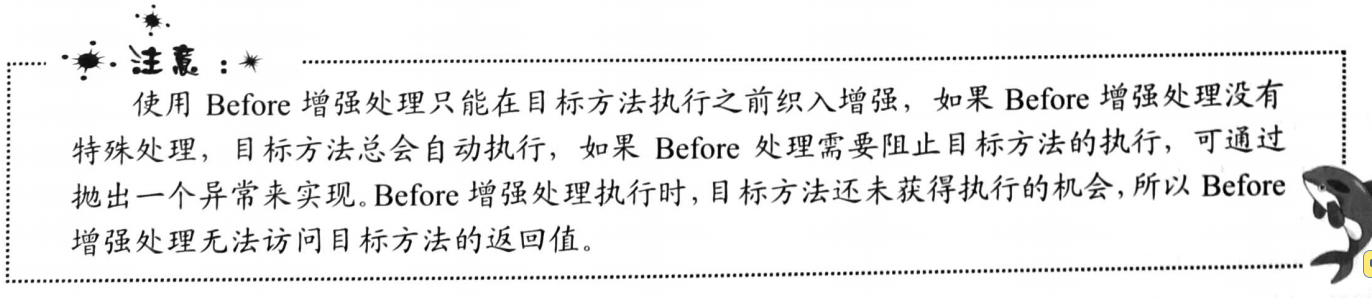 注意：
使用 Before 增强处理只能在目标方法执行之前织入增强，如果 Before 增强处理没有
特殊处理，目标方法总会自动执行，如果 Before 处理需要阻止目标方法的执行，可通过
抛出一个异常来实现。Before 增强处理执行时，目标方法还未获得执行的机会，所以 Before
增强处理无法访问目标方法的返回值。